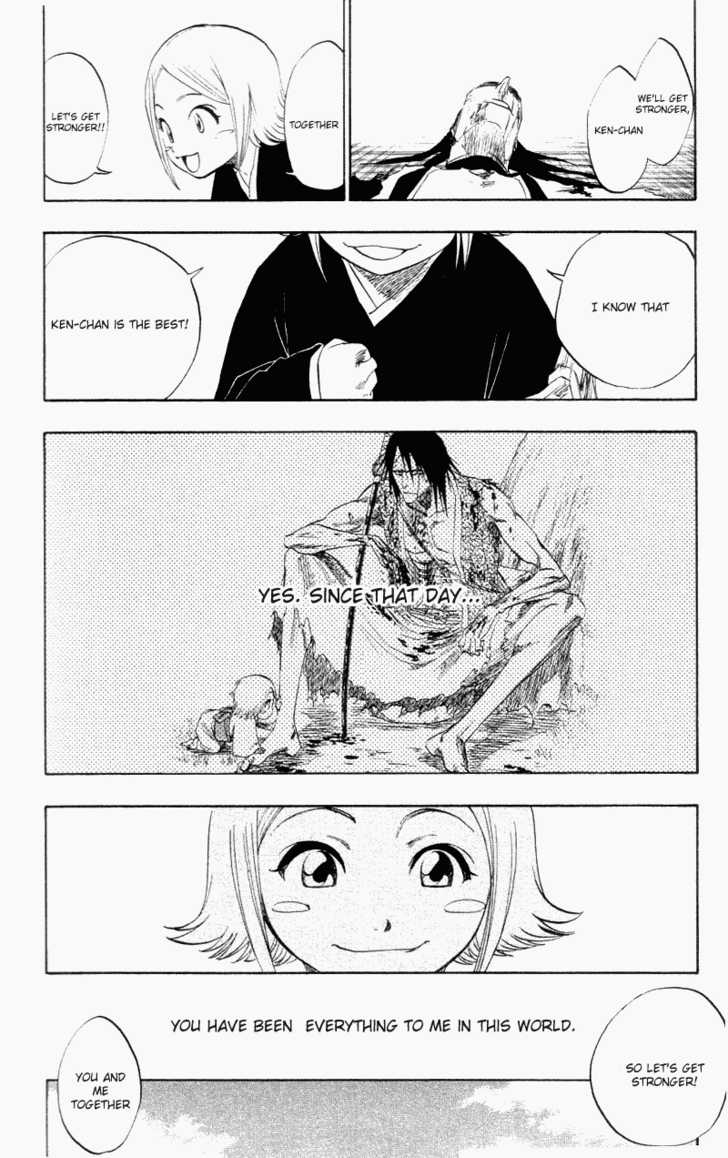 WE'LL GET
STRONGER,
KEN-CHAN
TOGETHER
LET'S GET
STRONGER!!
I KNOW THAT
KEN-CHAN IS THE BEST!
YES. SINCE THAT DAY...
YOU HAVE BEEN EVERYTHING TO ME IN THIS WORLD.
SO LET'S GET
STRONGER!
YOU AND
ME
TOGETHER